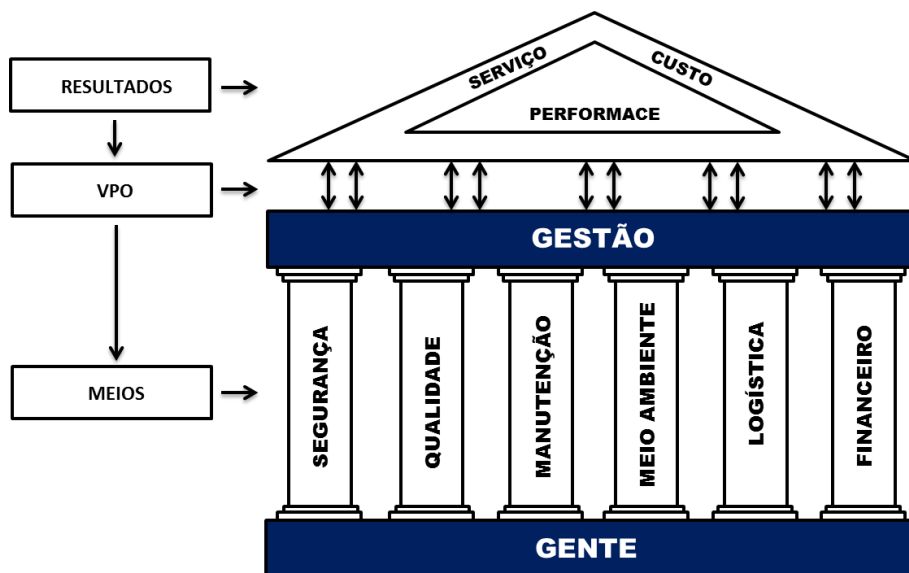 RESULTADOS
VPO
MEIOS
SERVIÇO
CUSTO
PERFORMACE
GESTÃO
SEGURANÇA
QUALIDADE
MANUTENÇÃO
MEIO AMBIENTE
LOGÍSTICA
FINANCEIRO
GENTE